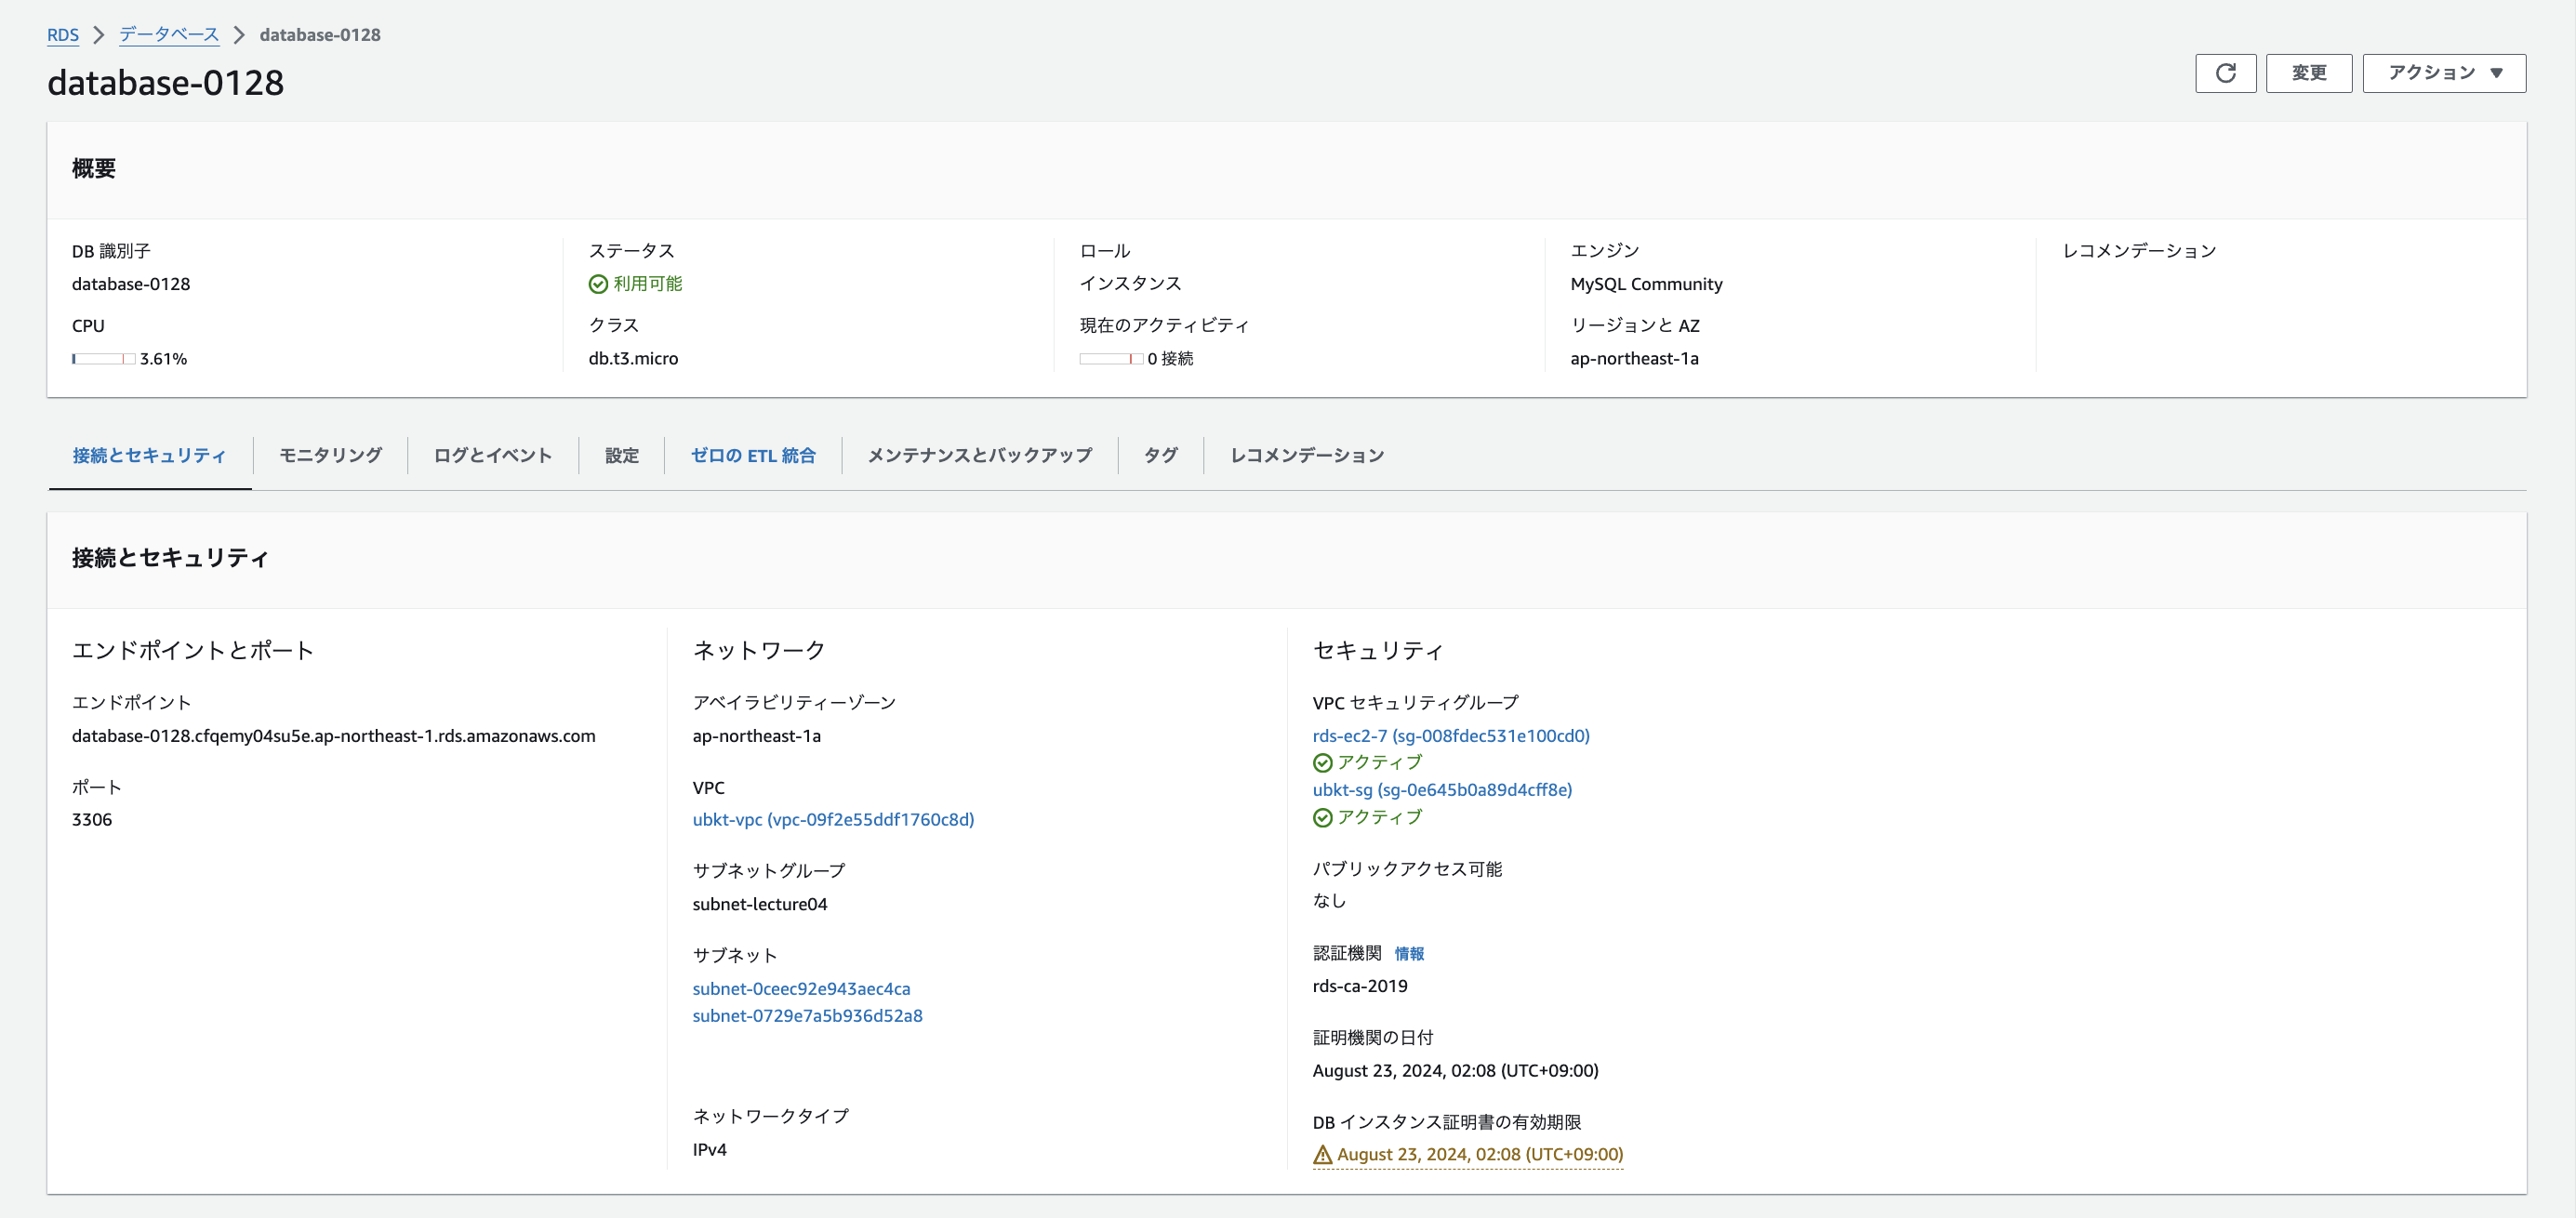 RDS > データベース > database-0128
database-0128
変更
アクション ▼
概要
DB 識別子
database-0128
CPU
3.61%
ステータス
利用可能
クラス
db.t3.micro
ロール
インスタンス
現在のアクティビティ
0 接続
エンジン
MySQL Community
リージョンと AZ
ap-northeast-1a
レコメンデーション
接続とセキュリティ
モニタリング
ログとイベント
設定
ゼロの ETL 統合
メンテナンスとバックアップ
タグ
レコメンデーション
接続とセキュリティ
エンドポイントとポート
エンドポイント
database-0128.cfqemy04su5e.ap-northeast-1.rds.amazonaws.com
ポート
3306
ネットワーク
アベイラビリティーゾーン
ap-northeast-1a
VPC
ubkt-vpc (vpc-09f2e55ddf1760c8d)
サブネットグループ
subnet-lecture04
サブネット
subnet-0ceec92e943aec4ca
subnet-0729e7a5b936d52a8
ネットワークタイプ
IPv4
セキュリティ
VPC セキュリティグループ
rds-ec2-7 (sg-008fdec531e100cd0)
アクティブ
ubkt-sg (sg-0e645b0a89d4cff8e)
アクティブ
パブリックアクセス可能
なし
認証機関 情報
rds-ca-2019
証明機関の日付
August 23, 2024, 02:08 (UTC+09:00)
DB インスタンス証明書の有効期限
August 23, 2024, 02:08 (UTC+09:00)